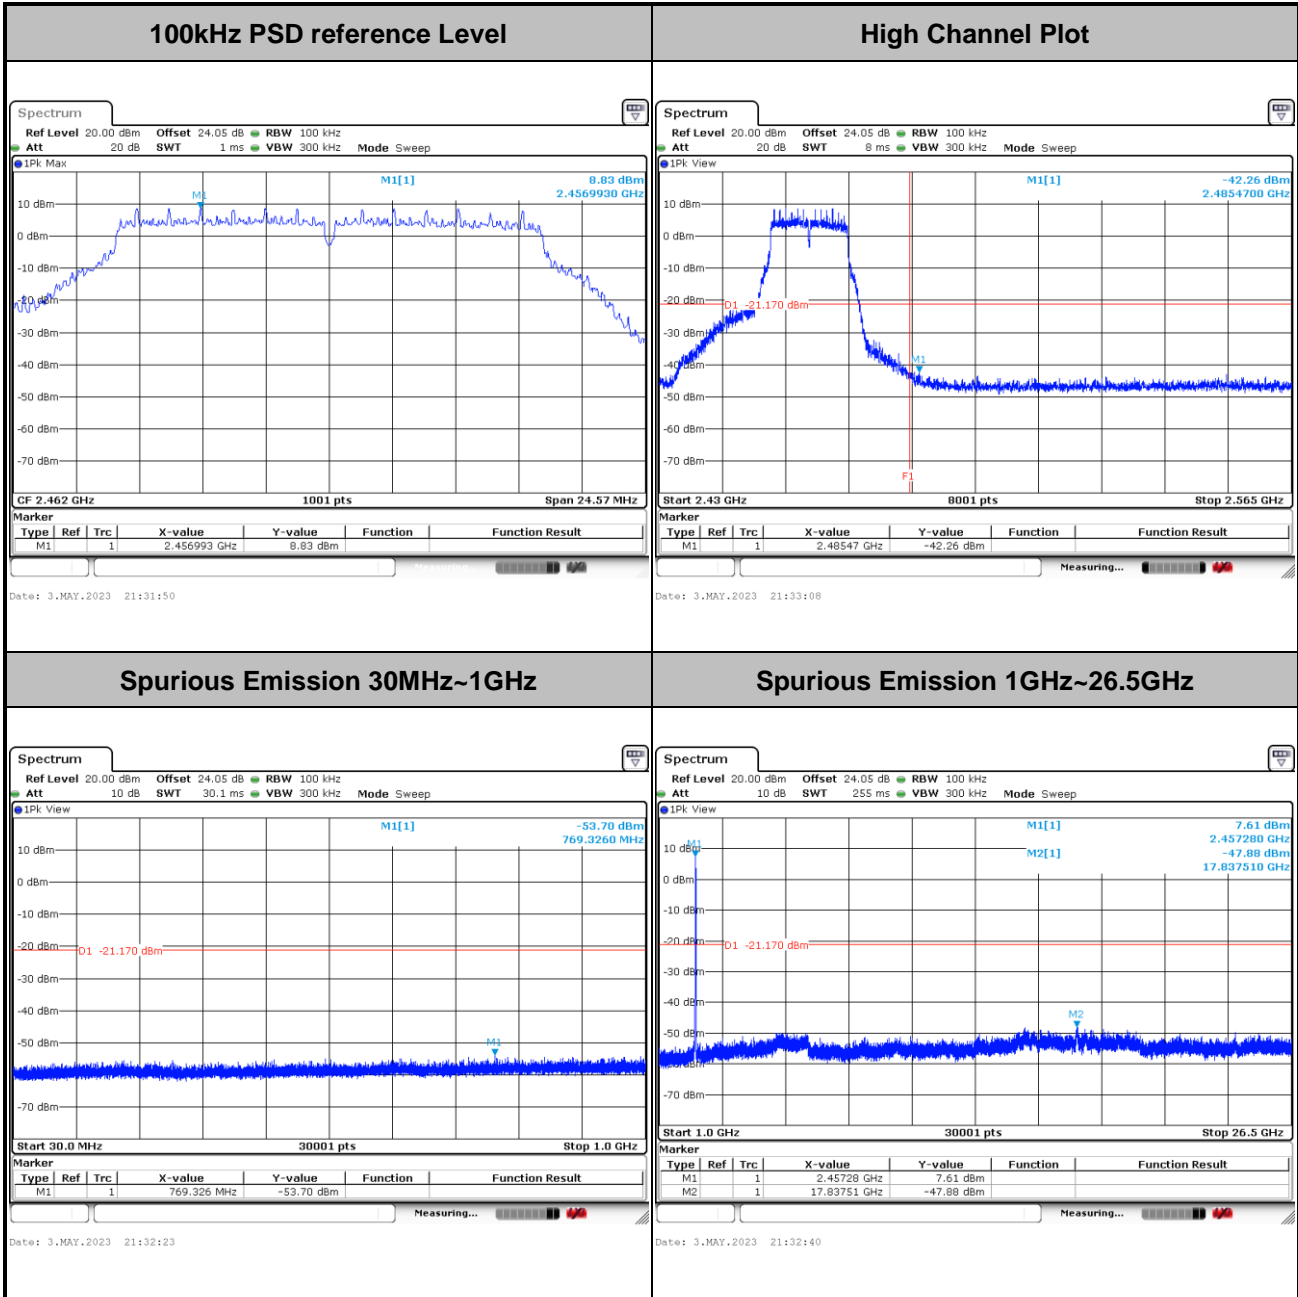 100kHz PSD reference Level
High Channel Plot
Spectrum
Ref Level 20.00 dBm Offset 24.05 dB RBW 100 kHz
Att 20 dB SWT 1 ms VBW 300 kHz Mode Sweep
1Pk Max
M1[1] 8.83 dBm
2.4569930 GHz
M1
10 dBm
0 dBm
-10 dBm
-20 dBm
-30 dBm
-40 dBm
-50 dBm
-60 dBm
-70 dBm
CF 2.462 GHz 1001 pts Span 24.57 MHz
Marker
Type Ref Trc X-value Y-value Function Function Result
M1 1 2.456993 GHz 8.83 dBm
Measuring...
Date: 3.MAY.2023 21:31:50
Spectrum
Ref Level 20.00 dBm Offset 24.05 dB RBW 100 kHz
Att 20 dB SWT 8 ms VBW 300 kHz Mode Sweep
1Pk View
M1[1] -42.26 dBm
2.4854700 GHz
10 dBm
0 dBm
-10 dBm
-20 dBm
D1 -21.170 dBm
-30 dBm
M1
-40 dBm
-50 dBm
-60 dBm
-70 dBm
F1
Start 2.43 GHz 8001 pts Stop 2.565 GHz
Marker
Type Ref Trc X-value Y-value Function Function Result
M1 1 2.48547 GHz -42.26 dBm
Measuring...
Date: 3.MAY.2023 21:33:08
Spurious Emission 30MHz~1GHz
Spurious Emission 1GHz~26.5GHz
Spectrum
Ref Level 20.00 dBm Offset 24.05 dB RBW 100 kHz
Att 10 dB SWT 30.1 ms VBW 300 kHz Mode Sweep
1Pk View
M1[1] -53.70 dBm
769.3260 MHz
10 dBm
0 dBm
-10 dBm
-20 dBm
D1 -21.170 dBm
-30 dBm
-40 dBm
-50 dBm
M1
-70 dBm
Start 30.0 MHz 30001 pts Stop 1.0 GHz
Marker
Type Ref Trc X-value Y-value Function Function Result
M1 1 769.326 MHz -53.70 dBm
Measuring...
Date: 3.MAY.2023 21:32:23
Spectrum
Ref Level 20.00 dBm Offset 24.05 dB RBW 100 kHz
Att 10 dB SWT 255 ms VBW 300 kHz Mode Sweep
1Pk View
M1[1] 7.61 dBm
2.457280 GHz
M2[1] -47.88 dBm
17.837510 GHz
M1
10 dBm
0 dBm
-10 dBm
-20 dBm
D1 -21.170 dBm
-30 dBm
-40 dBm
M2
-50 dBm
-70 dBm
Start 1.0 GHz 30001 pts Stop 26.5 GHz
Marker
Type Ref Trc X-value Y-value Function Function Result
M1 1 2.45728 GHz 7.61 dBm
M2 1 17.83751 GHz -47.88 dBm
Measuring...
Date: 3.MAY.2023 21:32:40